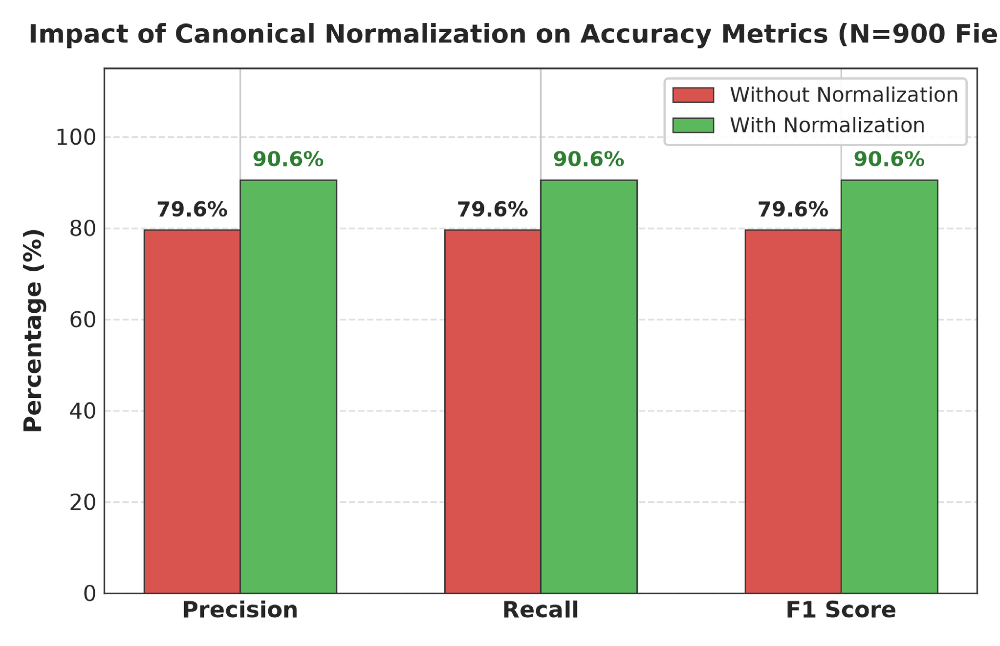 Impact of Canonical Normalization on Accuracy Metrics (N=900 Fie
Without Normalization
With Normalization
Percentage (%)
100
80
60
40
20
0
79.6%
90.6%
79.6%
90.6%
79.6%
90.6%
Precision
Recall
F1 Score